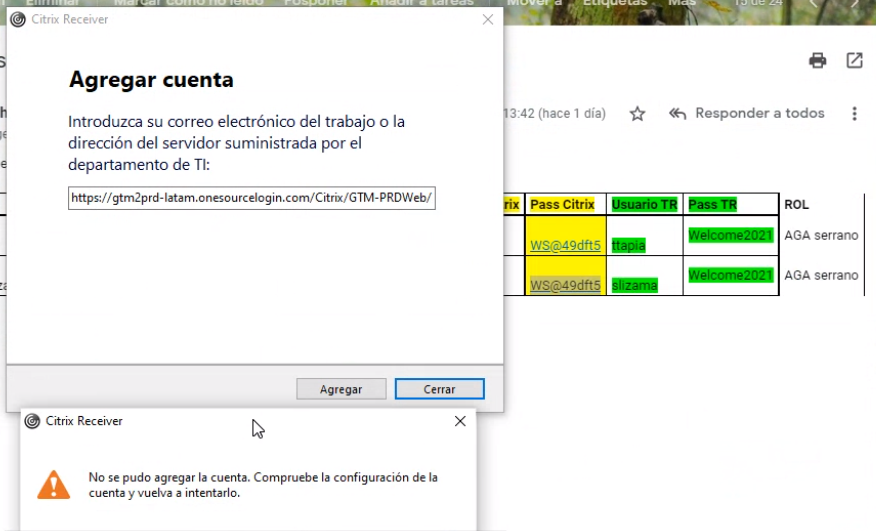 Eliminar Marcar como no leído Posponer Añadir a tareas Mover a Etiquetas Más 15 de 24
Citrix Receiver
Agregar cuenta
Introduzca su correo electrónico del trabajo o la
dirección del servidor suministrada por el
departamento de TI:
https://gtm2prd-latam.onesourcelogin.com/Citrix/GTM-PRDWeb/
Agregar Cerrar
13:42 (hace 1 día) Responder a todos
Pass Citrix Usuario TR Pass TR ROL
WS@49dft5 ttapia Welcome2021 AGA serrano
WS@49dft5 slizama Welcome2021 AGA serrano
Citrix Receiver
No se pudo agregar la cuenta. Compruebe la configuración de la
cuenta y vuelva a intentarlo.